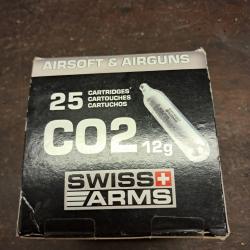 AIRSOFT & AIRGUNS
25 CARTRIDGES
CARTOUCHES
CARTUCHOS
CO2 12g
SWISS
ARMS